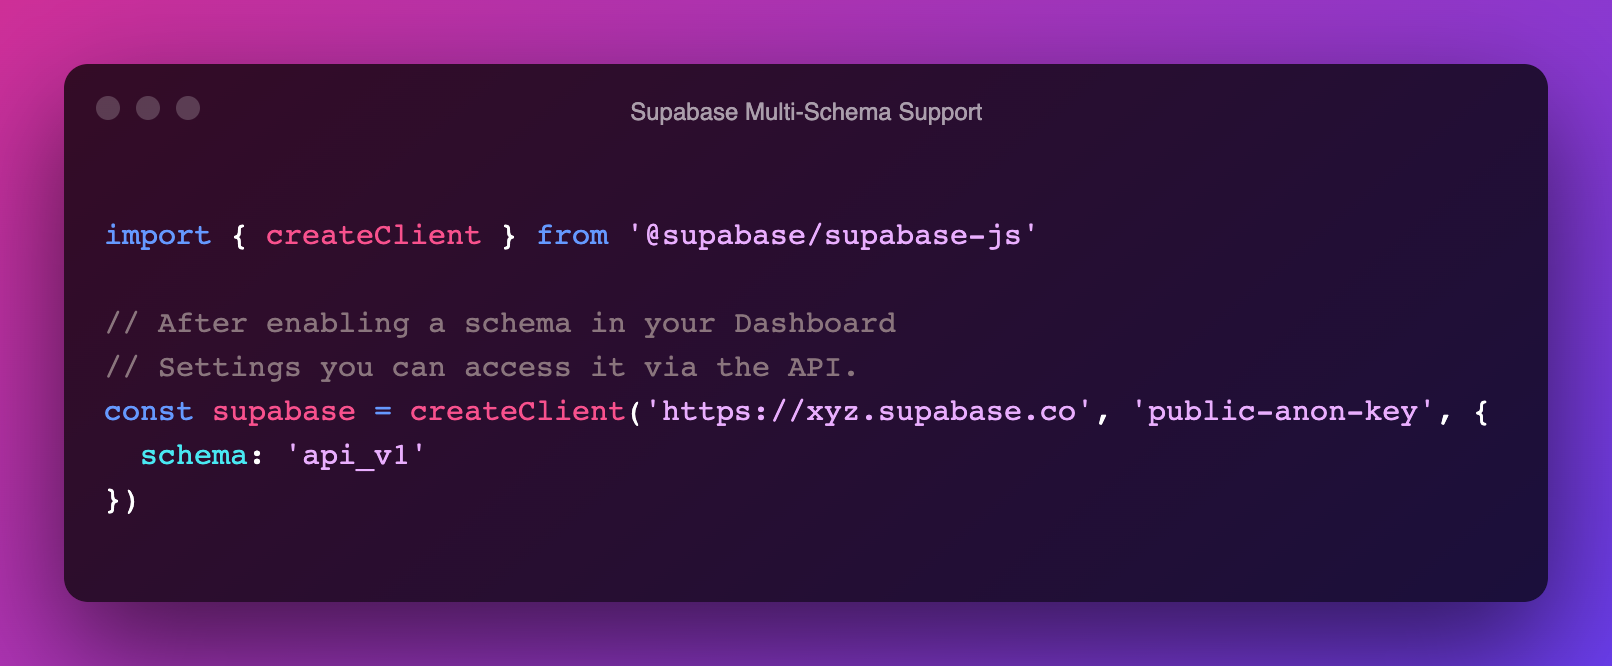 Supabase Multi-Schema Support
import { createClient } from '@supabase/supabase-js'
// After enabling a schema in your Dashboard
// Settings you can access it via the API.
const supabase = createClient('https://xyz.supabase.co', 'public-anon-key', {
  schema: 'api_v1'
})